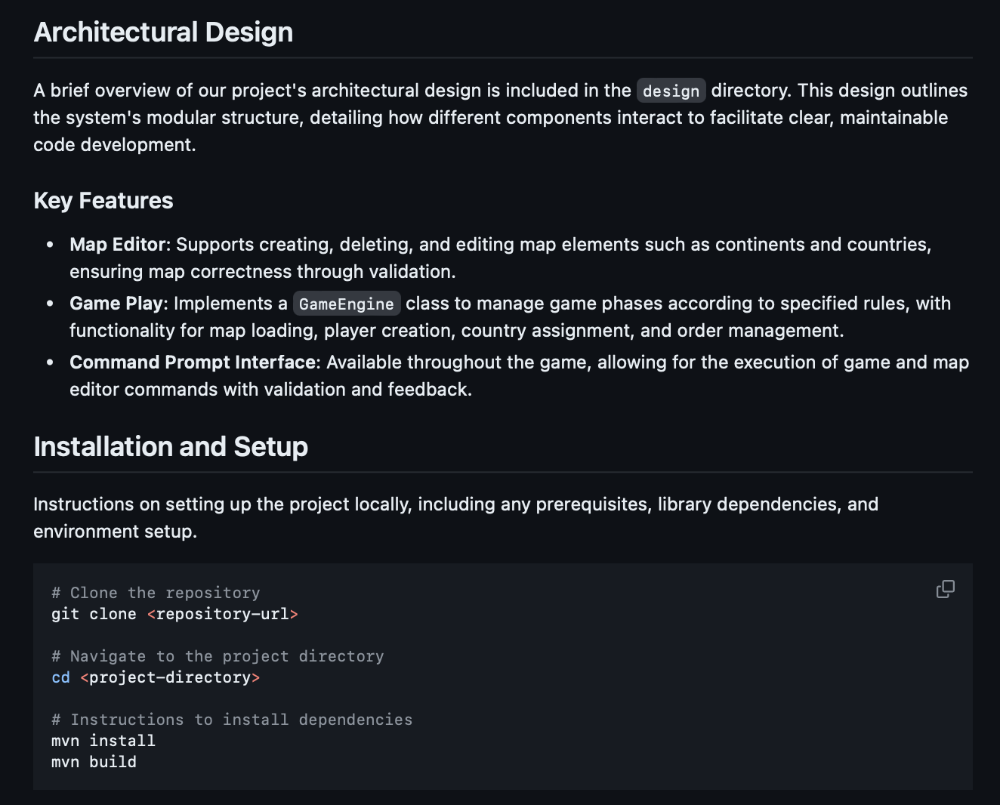 Architectural Design
A brief overview of our project's architectural design is included in the design directory. This design outlines
the system's modular structure, detailing how different components interact to facilitate clear, maintainable
code development.
Key Features
• Map Editor: Supports creating, deleting, and editing map elements such as continents and countries,
ensuring map correctness through validation.
• Game Play: Implements a GameEngine class to manage game phases according to specified rules, with
functionality for map loading, player creation, country assignment, and order management.
• Command Prompt Interface: Available throughout the game, allowing for the execution of game and map
editor commands with validation and feedback.
Installation and Setup
Instructions on setting up the project locally, including any prerequisites, library dependencies, and
environment setup.
# Clone the repository
git clone <repository-url>
# Navigate to the project directory
cd <project-directory>
# Instructions to install dependencies
mvn install
mvn build